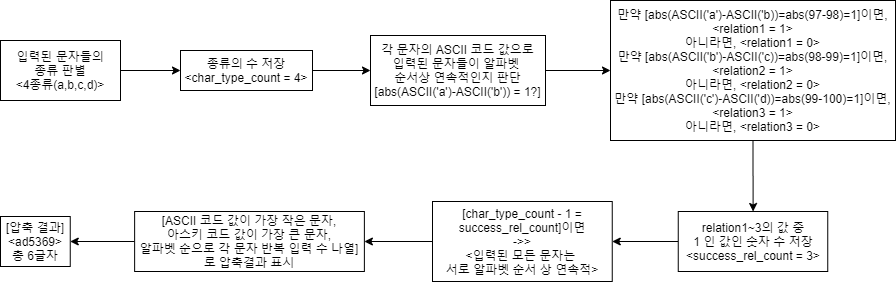 입력된 문자들의
종류 판별
<4종류(a,b,c,d)>
종류의 수 저장
<char_type_count = 4>
각 문자의 ASCII 코드 값으로
입력된 문자들이 알파벳
순서상 연속적인지 판단
[abs(ASCII('a')-ASCII('b')) = 1?]
만약 [abs(ASCII('a')-ASCII('b))=abs(97-98)=1]이면,
<relation1 = 1>
아니라면, <relation1 = 0>
만약 [abs(ASCII('b')-ASCII('c))=abs(98-99)=1]이면,
<relation2 = 1>
아니라면, <relation2 = 0>
만약 [abs(ASCII('c')-ASCII('d))=abs(99-100)=1]이면,
<relation3 = 1>
아니라면, <relation3 = 0>
relation1~3의 값 중
1 인 값인 숫자 수 저장
<success_rel_count = 3>
[char_type_count - 1 =
success_rel_count]이면
->>
<입력된 모든 문자는
서로 알파벳 순서 상 연속적>
[ASCII 코드 값이 가장 작은 문자,
아스키 코드 값이 가장 큰 문자,
알파벳 순으로 각 문자 반복 입력 수 나열]
로 압축결과 표시
[압축 결과]
<ad5369>
총 6글자